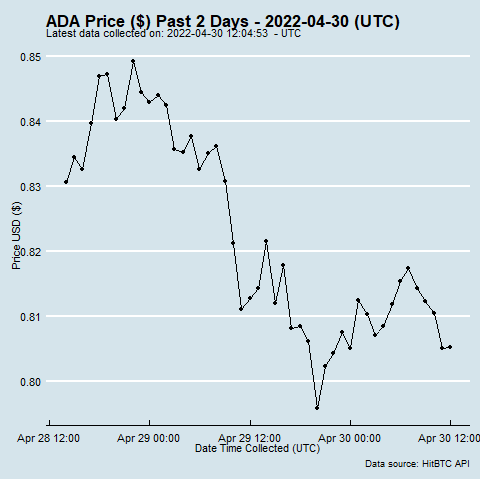 ADA Price ($) Past 2 Days - 2022-04-30 (UTC)
Latest data collected on: 2022-04-30 12:04:53  - UTC
0.85
0.84
0.83
0.82
0.81
0.80
Price USD ($)
Apr 28 12:00 Apr 29 00:00 Apr 29 12:00 Apr 30 00:00 Apr 30 12:00
Date Time Collected (UTC)
Data source: HitBTC API